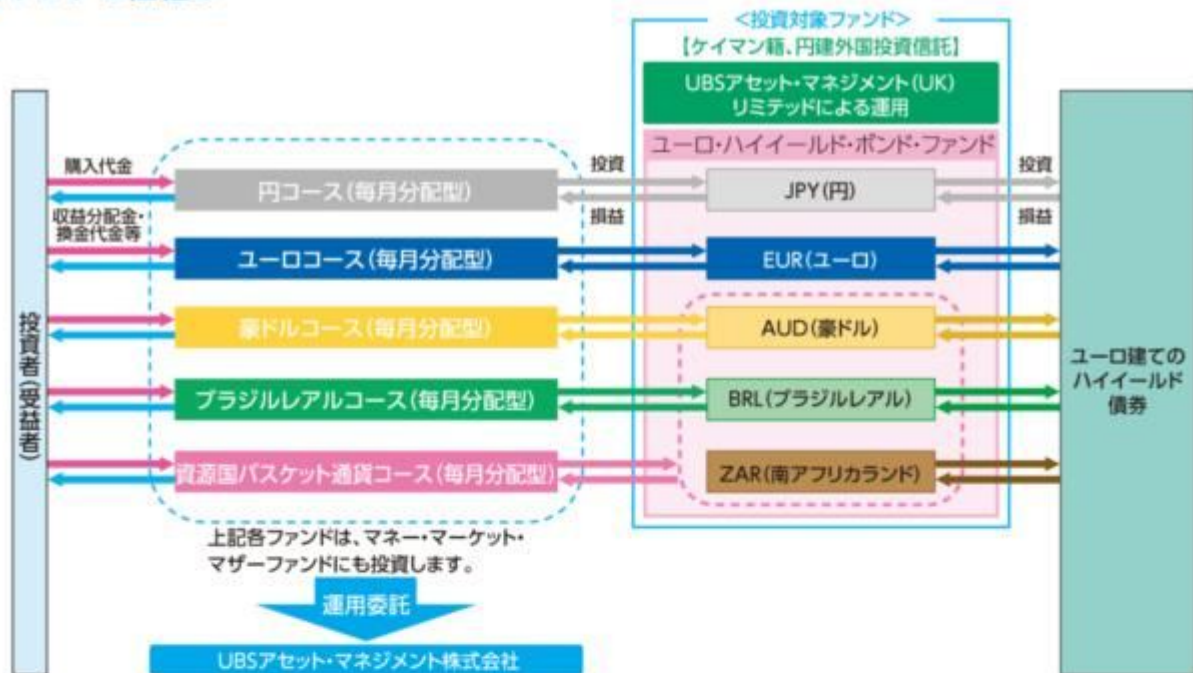 <投資対象ファンド>
【ケイマン籍、円建外国投資信託】
UBSアセット・マネジメント(UK)
リミテッドによる運用
ユーロ・ハイイールド・ボンド・ファンド
投資者(受益者)
購入代金
収益分配金・
換金代金等
円コース(毎月分配型)
投資
損益
JPY(円)
投資
損益
ユーロコース(毎月分配型)
EUR(ユーロ)
豪ドルコース(毎月分配型)
AUD(豪ドル)
ブラジルレアルコース(毎月分配型)
BRL(ブラジルレアル)
資源国バスケット通貨コース(毎月分配型)
ZAR(南アフリカランド)
ユーロ建ての
ハイイールド
債券
上記各ファンドは、マネー・マーケット・
マザーファンドにも投資します。
運用委託
UBSアセット・マネジメント株式会社